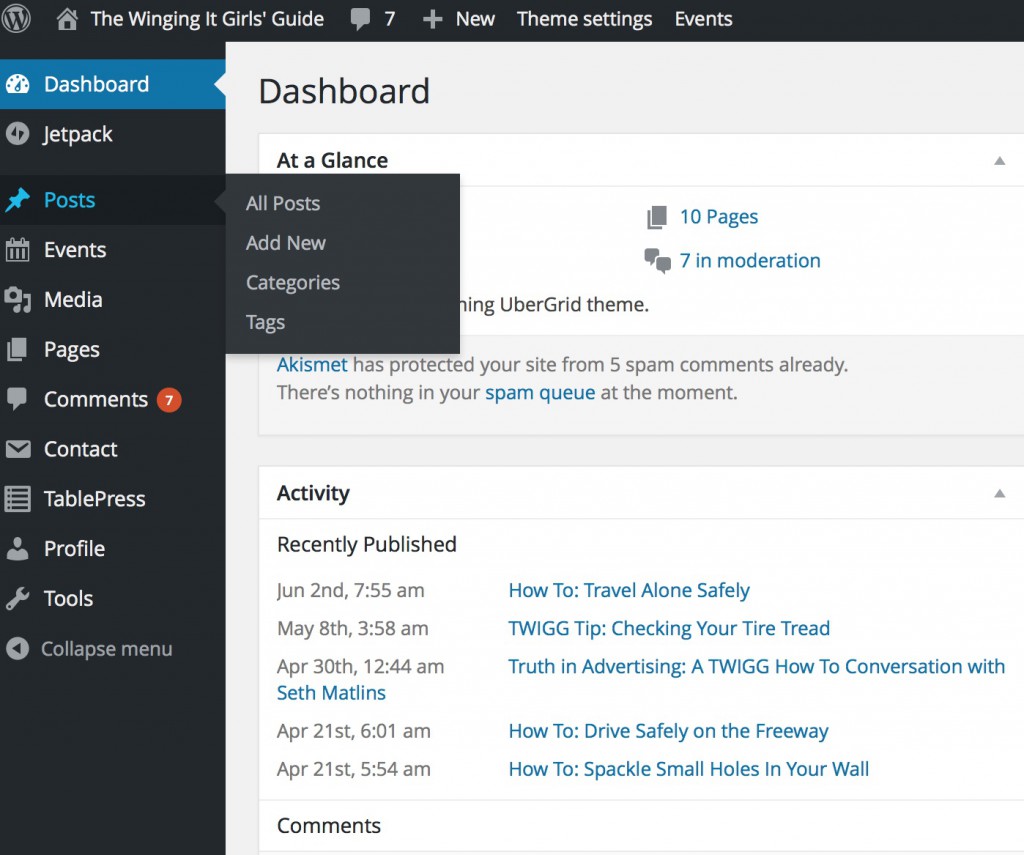 The Winging It Girls' Guide 7 New Theme settings Events
Dashboard
Jetpack
Posts
Events
Media
Pages
Comments 7
Contact
TablePress
Profile
Tools
Collapse menu
All Posts
Add New
Categories
Tags
Dashboard
At a Glance
10 Pages
7 in moderation
UberGrid theme.
Akismet has protected your site from 5 spam comments already.
There's nothing in your spam queue at the moment.
Activity
Recently Published
Jun 2nd, 7:55 am How To: Travel Alone Safely
May 8th, 3:58 am TWIGG Tip: Checking Your Tire Tread
Apr 30th, 12:44 am Truth in Advertising: A TWIGG How To Conversation with
Seth Matlins
Apr 21st, 6:01 am How To: Drive Safely on the Freeway
Apr 21st, 5:54 am How To: Spackle Small Holes In Your Wall
Comments